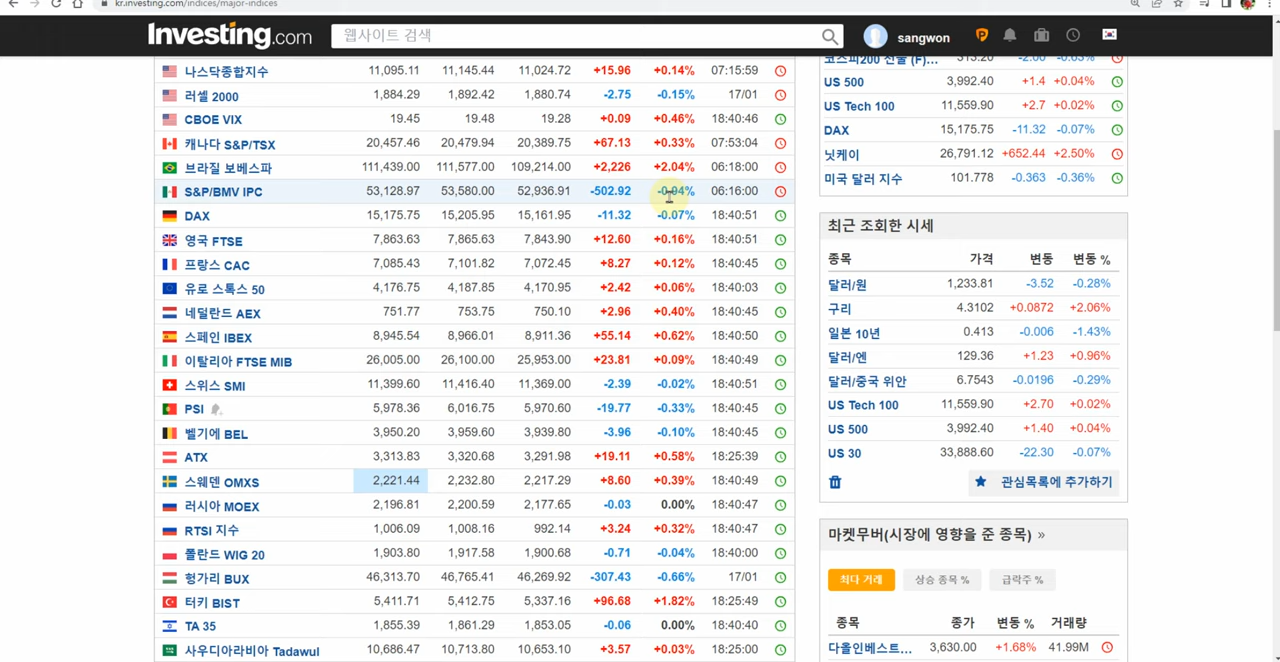 kr.investing.com/indices/major-indices
Investing.com 웹사이트 검색 sangwon
나스닥종합지수 11,095.11 11,145.44 11,024.72 +15.96 +0.14% 07:15:59
러셀 2000 1,884.29 1,892.42 1,880.74 -2.75 -0.15% 17/01
CBOE VIX 19.45 19.48 19.28 +0.09 +0.46% 18:40:46
캐나다 S&P/TSX 20,457.46 20,479.94 20,389.75 +67.13 +0.33% 07:53:04
브라질 보베스파 111,439.00 111,577.00 109,214.00 +2,226 +2.04% 06:18:00
S&P/BMV IPC 53,128.97 53,580.00 52,936.91 -502.92 -0.94% 06:16:00
DAX 15,175.75 15,205.95 15,161.95 -11.32 -0.07% 18:40:51
영국 FTSE 7,863.63 7,865.63 7,843.90 +12.60 +0.16% 18:40:51
프랑스 CAC 7,085.43 7,101.82 7,072.45 +8.27 +0.12% 18:40:45
유로 스톡스 50 4,176.75 4,187.85 4,170.95 +2.42 +0.06% 18:40:03
네덜란드 AEX 751.77 753.75 750.10 +2.96 +0.40% 18:40:45
스페인 IBEX 8,945.54 8,966.01 8,911.36 +55.14 +0.62% 18:40:50
이탈리아 FTSE MIB 26,005.00 26,100.00 25,953.00 +23.81 +0.09% 18:40:49
스위스 SMI 11,399.60 11,416.40 11,369.00 -2.39 -0.02% 18:40:51
PSI 5,978.36 6,016.75 5,970.60 -19.77 -0.33% 18:40:45
벨기에 BEL 3,950.20 3,959.60 3,939.80 -3.96 -0.10% 18:40:45
ATX 3,313.83 3,320.68 3,291.98 +19.11 +0.58% 18:25:39
스웨덴 OMXS 2,221.44 2,232.80 2,217.29 +8.60 +0.39% 18:40:49
러시아 MOEX 2,196.81 2,200.59 2,177.65 -0.03 0.00% 18:40:47
RTSI 지수 1,006.09 1,008.16 992.14 +3.24 +0.32% 18:40:47
폴란드 WIG 20 1,903.80 1,917.58 1,900.68 -0.71 -0.04% 18:40:00
헝가리 BUX 46,313.70 46,765.41 46,269.92 -307.43 -0.66% 17/01
터키 BIST 5,411.71 5,412.75 5,337.16 +96.68 +1.82% 18:25:49
TA 35 1,855.39 1,861.29 1,853.05 -0.06 0.00% 18:40:40
사우디아라비아 Tadawul 10,686.47 10,713.80 10,653.10 +3.57 +0.03% 18:25:00
코스피200 선물 (F)... 313.20 -2.00 -0.63%
US 500 3,992.40 +1.4 +0.04%
US Tech 100 11,559.90 +2.7 +0.02%
DAX 15,175.75 -11.32 -0.07%
닛케이 26,791.12 +652.44 +2.50%
미국 달러 지수 101.778 -0.363 -0.36%
최근 조회한 시세
종목 가격 변동 변동 %
달러/원 1,233.81 -3.52 -0.28%
구리 4.3102 +0.0872 +2.06%
일본 10년 0.413 -0.006 -1.43%
달러/엔 129.36 +1.23 +0.96%
달러/중국 위안 6.7543 -0.0196 -0.29%
US Tech 100 11,559.90 +2.70 +0.02%
US 500 3,992.40 +1.40 +0.04%
US 30 33,888.60 -22.30 -0.07%
관심목록에 추가하기
마켓무버(시장에 영향을 준 종목) »
최다 거래 상승 종목 % 급락주 %
종목 종가 변동 % 거래량
다올인베스트... 3,630.00 +1.68% 41.99M